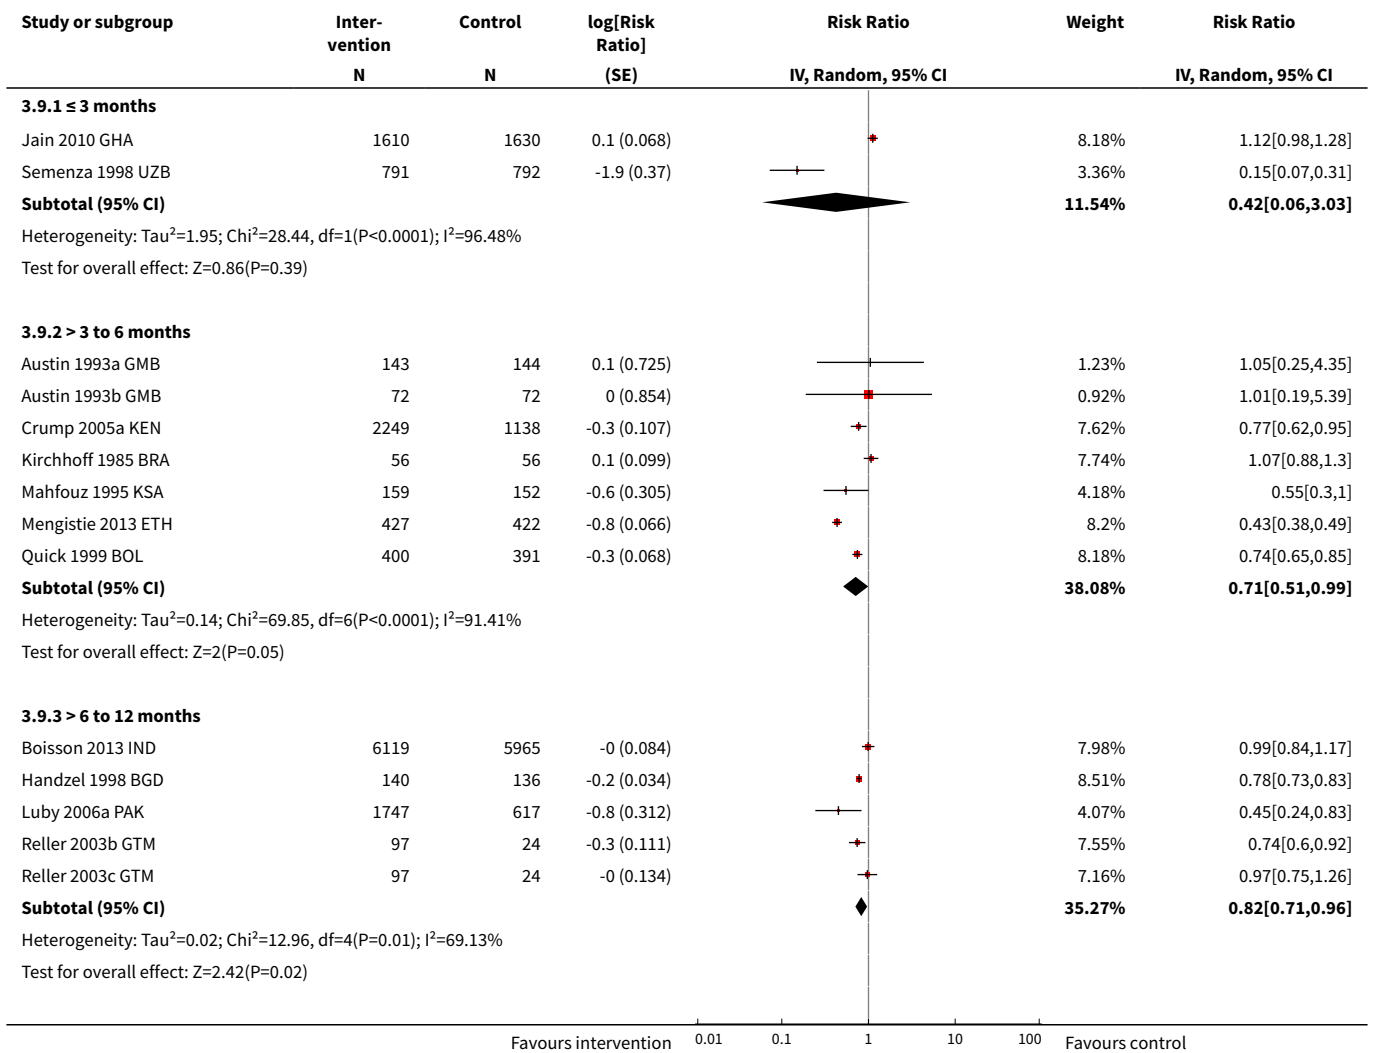 Study or subgroup Inter- Control log[Risk Risk Ratio Weight Risk Ratio
vention Ratio]
N N (SE) IV, Random, 95% CI IV, Random, 95% CI
3.9.1 ≤ 3 months
Jain 2010 GHA 1610 1630 0.1 (0.068) 8.18% 1.12[0.98,1.28]
Semenza 1998 UZB 791 792 -1.9 (0.37) 3.36% 0.15[0.07,0.31]
Subtotal (95% CI) 11.54% 0.42[0.06,3.03]
Heterogeneity: Tau²=1.95; Chi²=28.44, df=1(P<0.0001); I²=96.48%
Test for overall effect: Z=0.86(P=0.39)
3.9.2 > 3 to 6 months
Austin 1993a GMB 143 144 0.1 (0.725) 1.23% 1.05[0.25,4.35]
Austin 1993b GMB 72 72 0 (0.854) 0.92% 1.01[0.19,5.39]
Crump 2005a KEN 2249 1138 -0.3 (0.107) 7.62% 0.77[0.62,0.95]
Kirchhoff 1985 BRA 56 56 0.1 (0.099) 7.74% 1.07[0.88,1.3]
Mahfouz 1995 KSA 159 152 -0.6 (0.305) 4.18% 0.55[0.3,1]
Mengistie 2013 ETH 427 422 -0.8 (0.066) 8.2% 0.43[0.38,0.49]
Quick 1999 BOL 400 391 -0.3 (0.068) 8.18% 0.74[0.65,0.85]
Subtotal (95% CI) 38.08% 0.71[0.51,0.99]
Heterogeneity: Tau²=0.14; Chi²=69.85, df=6(P<0.0001); I²=91.41%
Test for overall effect: Z=2(P=0.05)
3.9.3 > 6 to 12 months
Boisson 2013 IND 6119 5965 -0 (0.084) 7.98% 0.99[0.84,1.17]
Handzel 1998 BGD 140 136 -0.2 (0.034) 8.51% 0.78[0.73,0.83]
Luby 2006a PAK 1747 617 -0.8 (0.312) 4.07% 0.45[0.24,0.83]
Reller 2003b GTM 97 24 -0.3 (0.111) 7.55% 0.74[0.6,0.92]
Reller 2003c GTM 97 24 -0 (0.134) 7.16% 0.97[0.75,1.26]
Subtotal (95% CI) 35.27% 0.82[0.71,0.96]
Heterogeneity: Tau²=0.02; Chi²=12.96, df=4(P=0.01); I²=69.13%
Test for overall effect: Z=2.42(P=0.02)
Favours intervention 0.01 0.1 1 10 100 Favours control